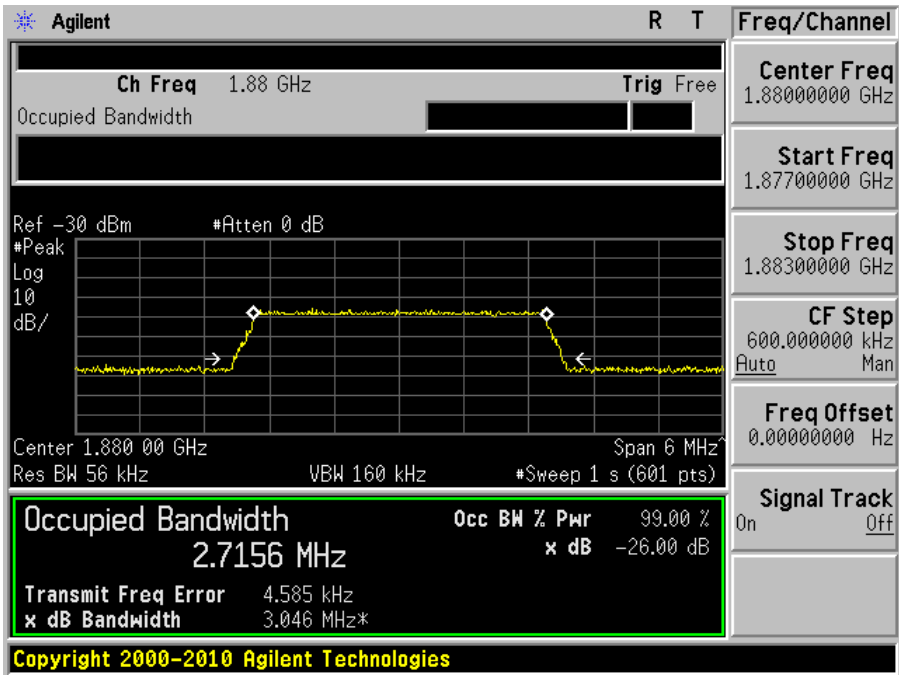 Agilent R T
Freq/Channel
Ch Freq 1.88 GHz Trig Free
Occupied Bandwidth
Center Freq
1.88000000 GHz
Start Freq
1.87700000 GHz
Stop Freq
1.88300000 GHz
CF Step
600.000000 kHz
Auto Man
Freq Offset
0.00000000 Hz
Signal Track
On Off
Ref -30 dBm #Atten 0 dB
#Peak
Log
10
dB/
Center 1.880 00 GHz Span 6 MHz^
Res BW 56 kHz VBW 160 kHz #Sweep 1 s (601 pts)
Occupied Bandwidth
2.7156 MHz
Occ BW % Pwr 99.00 %
x dB -26.00 dB
Transmit Freq Error 4.585 kHz
x dB Bandwidth 3.046 MHz*
Copyright 2000-2010 Agilent Technologies